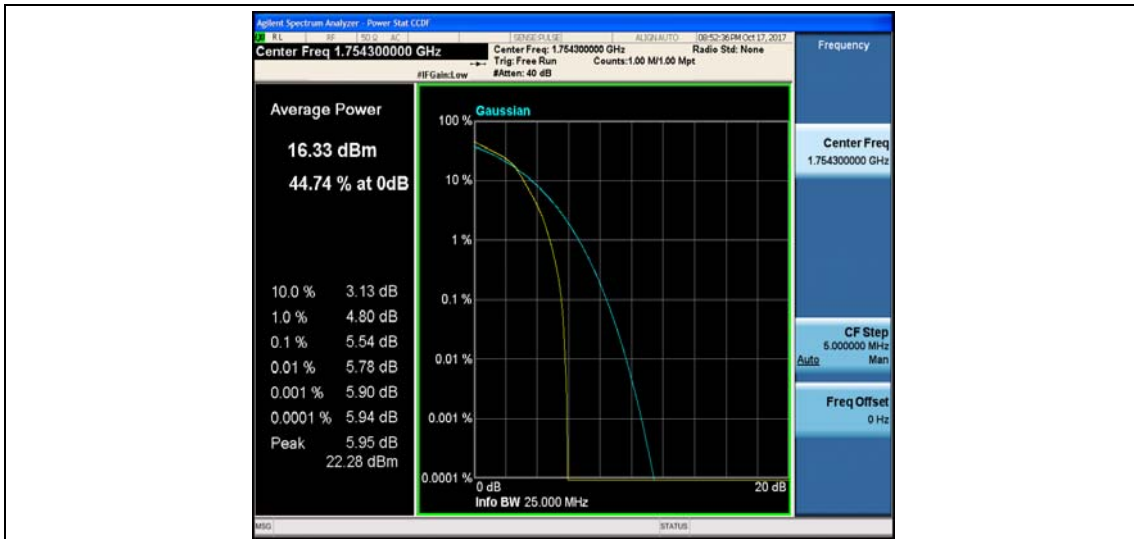 Agilent Spectrum Analyzer - Power Stat CCDF
RL RF 50 Ω AC SENSE:PULSE ALIGNAUTO 08:52:36 PM Oct 17, 2017
Center Freq 1.754300000 GHz
Center Freq: 1.754300000 GHz Radio Std: None
Trig: Free Run Counts:1.00 M/1.00 Mpt
#IFGain:Low #Atten: 40 dB
Frequency
Average Power
16.33 dBm
44.74 % at 0dB
10.0 % 3.13 dB
1.0 % 4.80 dB
0.1 % 5.54 dB
0.01 % 5.78 dB
0.001 % 5.90 dB
0.0001 % 5.94 dB
Peak 5.95 dB
22.28 dBm
Gaussian
100 %
10 %
1 %
0.1 %
0.01 %
0.001 %
0.0001 %
0 dB 20 dB
Info BW 25.000 MHz
Center Freq
1.754300000 GHz
CF Step
5.000000 MHz
Auto Man
Freq Offset
0 Hz
MSG STATUS